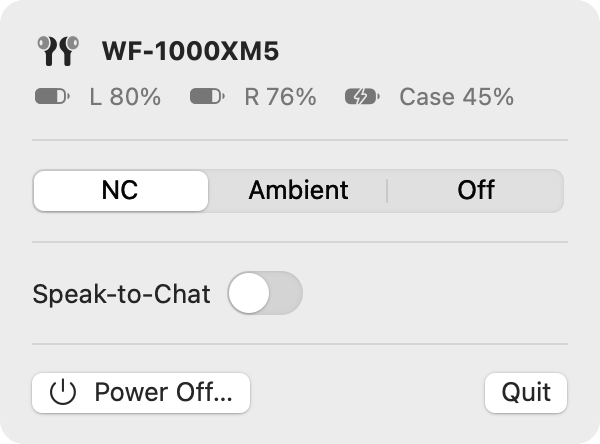 WF-1000XM5
L 80% R 76% Case 45%
NC Ambient Off
Speak-to-Chat
Power Off... Quit